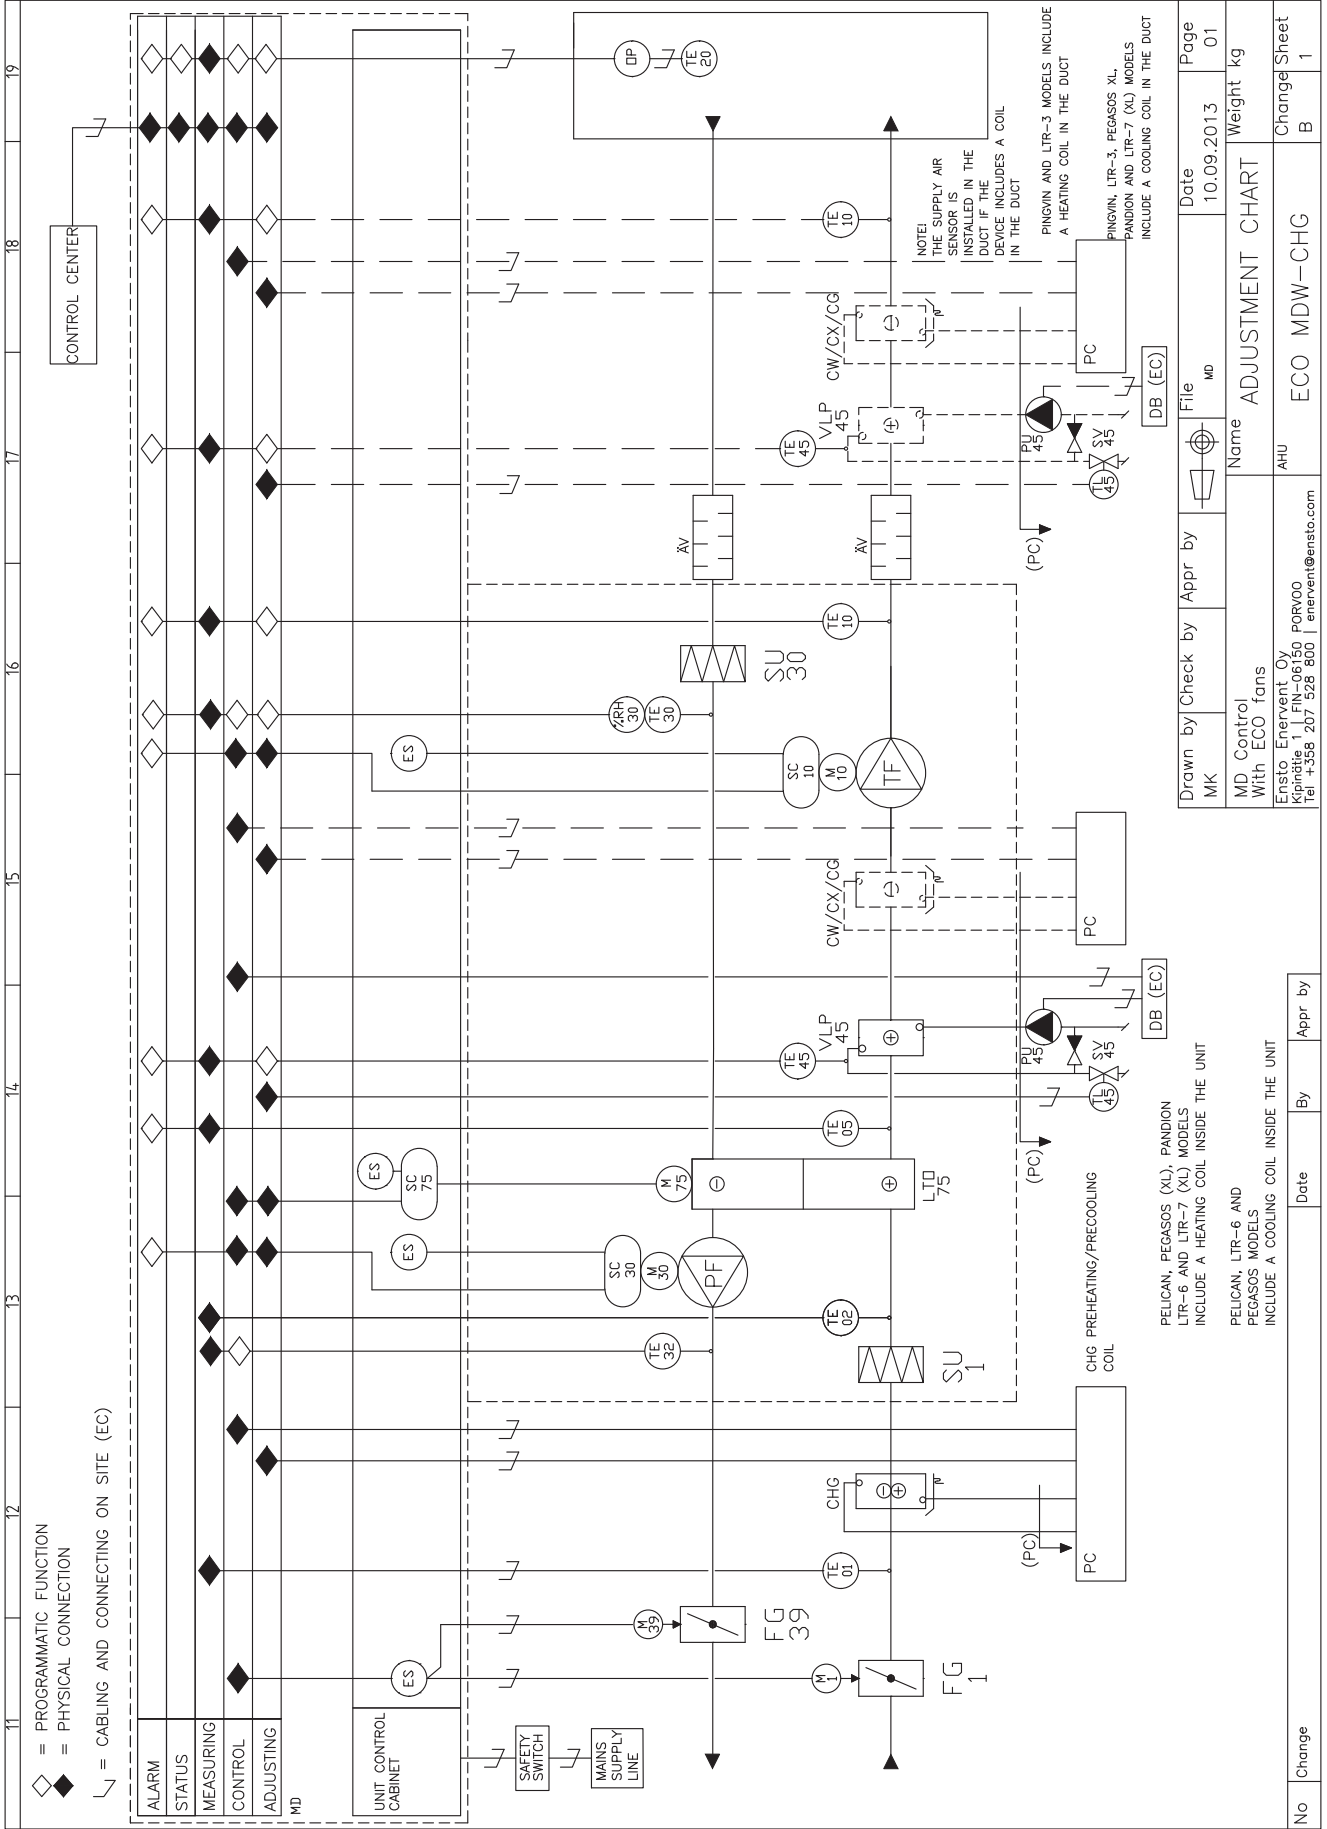 11 12 13 14 15 16 17 18 19
◇ = PROGRAMMATIC FUNCTION
◆ = PHYSICAL CONNECTION
= CABLING AND CONNECTING ON SITE (EC)
CONTROL CENTER
ALARM
STATUS
MEASURING
CONTROL
ADJUSTING
MD
UNIT CONTROL
CABINET
SAFETY
SWITCH
MAINS
SUPPLY
LINE
ES
ES
ES
ES
M
39
FG
39
M
1
FG
1
TE
01
CHG
(PC)
PC
CHG PREHEATING/PRECOOLING
COIL
TE
32
TE
02
SU
1
SC
30
M
30
PF
SC
75
M
75
LTO
75
TE
05
TE
45
VLP
45
PU
45
SV
45
TL
45
(PC)
DB (EC)
CW/CX/CG
PC
SC
10
M
10
TF
%RH
30
TE
30
SU
30
TE
10
ÄV
ÄV
TE
45
VLP
45
PU
45
SV
45
TL
45
(PC)
DB (EC)
CW/CX/CG
PC
TE
10
OP
TE
20
NOTE!
THE SUPPLY AIR
SENSOR IS
INSTALLED IN THE
DUCT IF THE
DEVICE INCLUDES A COIL
IN THE DUCT
PINGVIN AND LTR-3 MODELS INCLUDE
A HEATING COIL IN THE DUCT
PINGVIN, LTR-3, PEGASOS XL,
PANDION AND LTR-7 (XL) MODELS
INCLUDE A COOLING COIL IN THE DUCT
PELICAN, PEGASOS (XL), PANDION
LTR-6 AND LTR-7 (XL) MODELS
INCLUDE A HEATING COIL INSIDE THE UNIT
PELICAN, LTR-6 AND
PEGASOS MODELS
INCLUDE A COOLING COIL INSIDE THE UNIT
No Change Date By Appr by
Drawn by Check by Appr by File Date Page
MK MD 10.09.2013 01
MD Control
With ECO fans
Name
ADJUSTMENT CHART
Weight kg
Ensto Enervent Oy
Kipinätie 1 | FIN-06150 PORVOO
Tel +358 207 528 800 | enervent@ensto.com
AHU
ECO MDW-CHG
Change Sheet
B 1